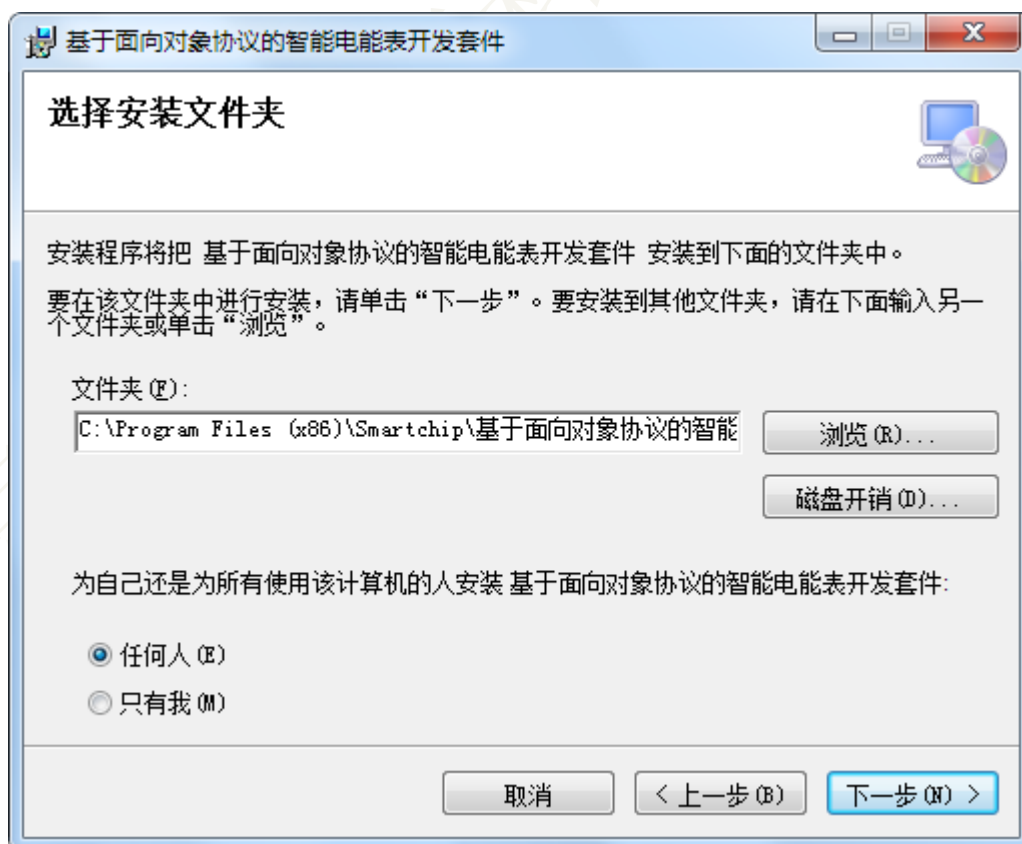 基于面向对象协议的智能电能表开发套件
选择安装文件夹
安装程序将把 基于面向对象协议的智能电能表开发套件 安装到下面的文件夹中。
要在该文件夹中进行安装，请单击“下一步”。要安装到其他文件夹，请在下面输入另一
个文件夹或单击“浏览”。
文件夹(F):
C:\Program Files (x86)\Smartchip\基于面向对象协议的智能
浏览(R)...
磁盘开销(D)...
为自己还是为所有使用该计算机的人安装 基于面向对象协议的智能电能表开发套件:
任何人(E)
只有我(M)
取消
< 上一步(B)
下一步(N) >